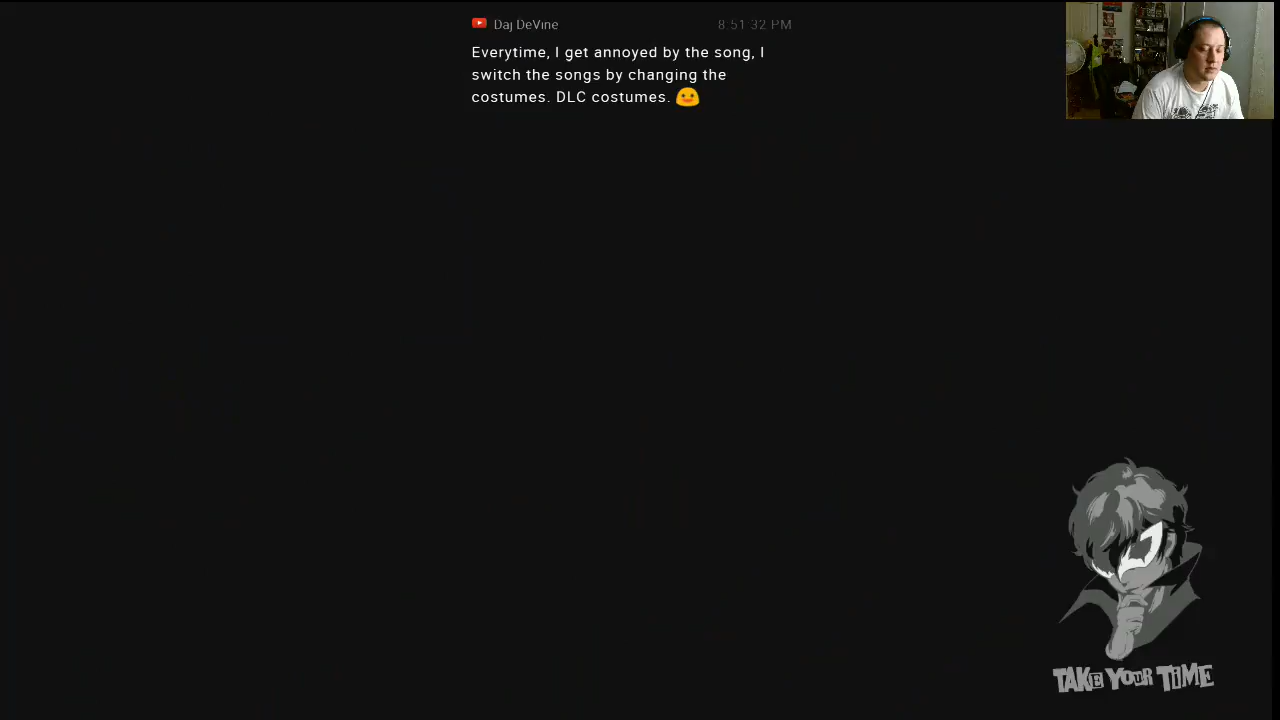 Daj DeVine 8:51:32 PM
Everytime, I get annoyed by the song, I
switch the songs by changing the
costumes. DLC costumes.
TAKE YOUR TIME